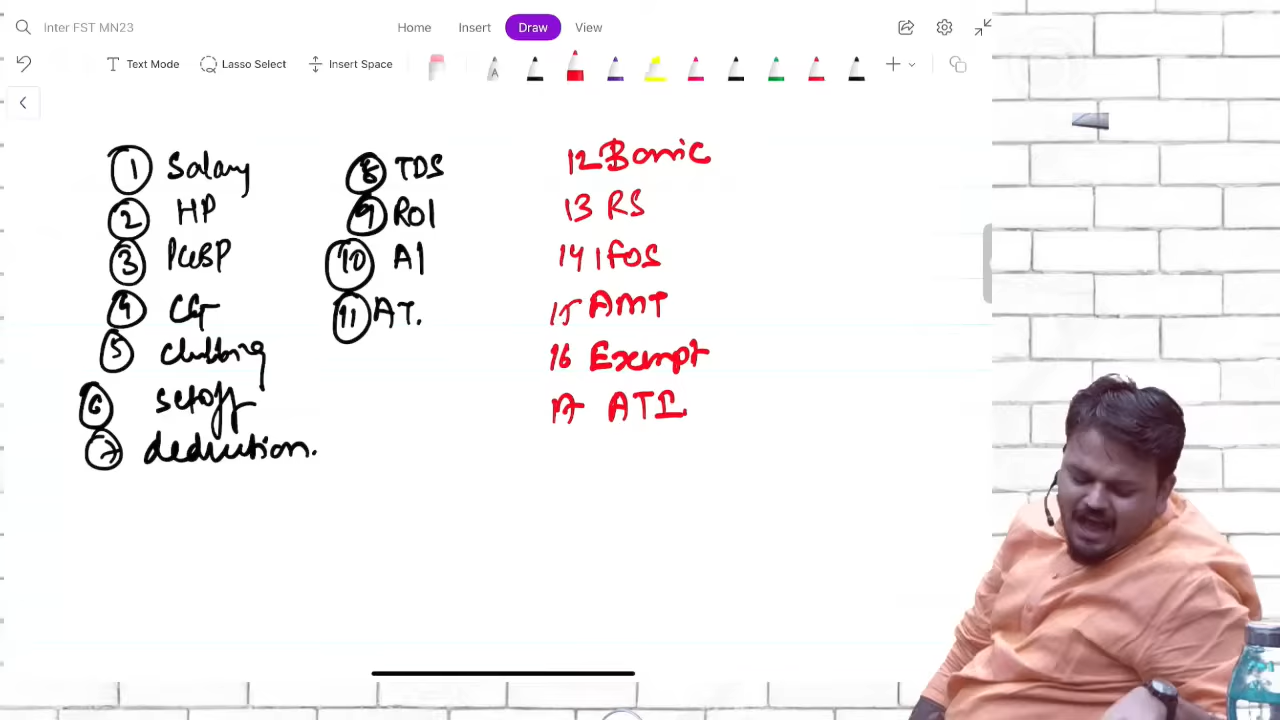 Inter FST MN23
Home Insert Draw View
Text Mode Lasso Select Insert Space
1 Salary
2 HP
3 PGBP
4 CG
5 Clubbing
6 setoff
7 deduction.
8 TDS
9 ROI
10 AI
11 AT.
12 Basic
13 RS
14 IFOS
15 AMT
16 Exempt
17 ATI